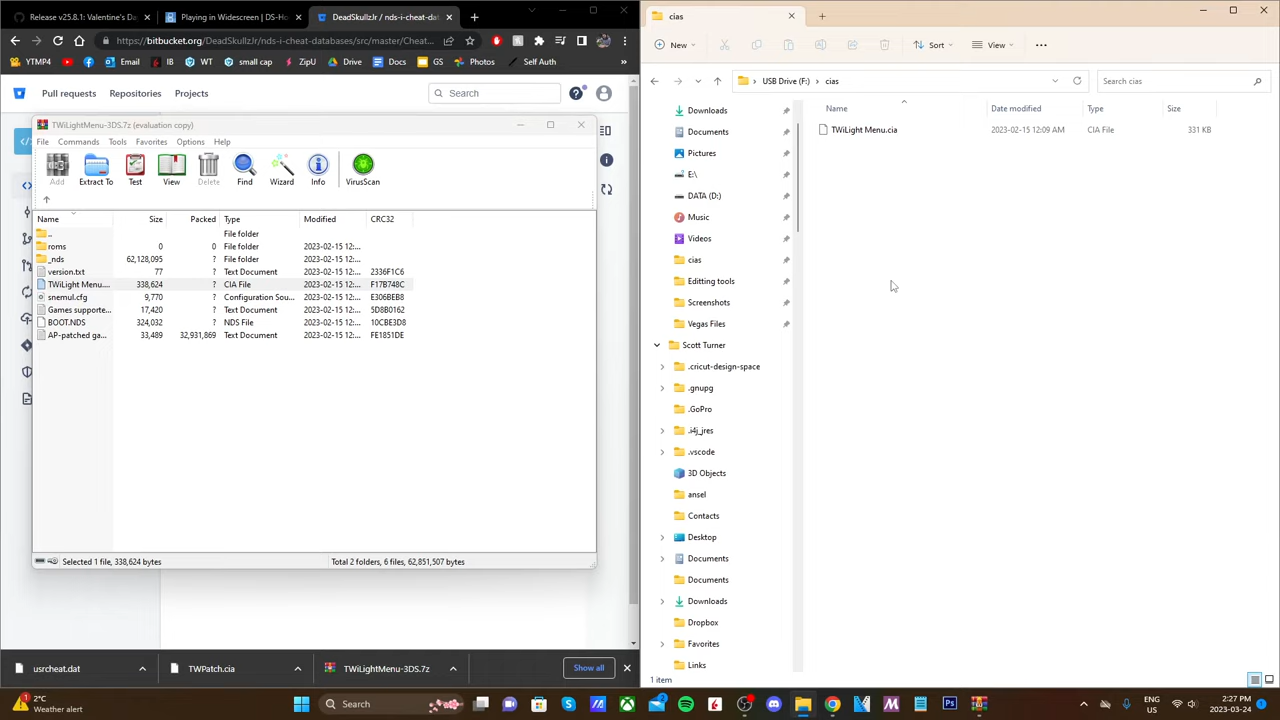 Release v25.8.1: Valentine's Da
Playing in Widescreen | DS-Ho
DeadSkullzJr / nds-i-cheat-dat
https://bitbucket.org/DeadSkullzJr/nds-i-cheat-databases/src/master/Cheat...
YTMP4
Email
IB
WT
small cap
ZipU
Drive
Docs
GS
Photos
Self Auth
»
Pull requests
Repositories
Projects
Search
TWiLightMenu-3DS.7z (evaluation copy)
File Commands Tools Favorites Options Help
Add Extract To Test View Delete Find Wizard Info VirusScan
Name Size Packed Type Modified CRC32
.. File folder
roms 0 0 File folder 2023-02-15 12:...
_nds 62,128,095 ? File folder 2023-02-15 12:...
version.txt 77 ? Text Document 2023-02-15 12:... 2336F1C6
TWiLight Menu.... 338,624 ? CIA File 2023-02-15 12:... F17B748C
snemul.cfg 9,770 ? Configuration Sou... 2023-02-15 12:... E306BEB8
Games supporte... 17,420 ? Text Document 2023-02-15 12:... 5D8B0162
BOOT.NDS 324,032 ? NDS File 2023-02-15 12:... 10CBE3D8
AP-patched ga... 33,489 32,931,869 Text Document 2023-02-15 12:... FE1851DE
Selected 1 file, 338,624 bytes
Total 2 folders, 6 files, 62,851,507 bytes
usrcheat.dat
TWPatch.cia
TWiLightMenu-3DS.7z
Show all
cias
New
Sort
View
USB Drive (F:) > cias
Search cias
Name Date modified Type Size
TWiLight Menu.cia 2023-02-15 12:09 AM CIA File 331 KB
Downloads
Documents
Pictures
E:\
DATA (D:)
Music
Videos
cias
Editting tools
Screenshots
Vegas Files
Scott Turner
.cricut-design-space
.gnupg
.GoPro
.i4j_jres
.vscode
3D Objects
ansel
Contacts
Desktop
Documents
Documents
Downloads
Dropbox
Favorites
Links
1 item
2°C
Weather alert
Search
ENG
US
2:27 PM
2023-03-24